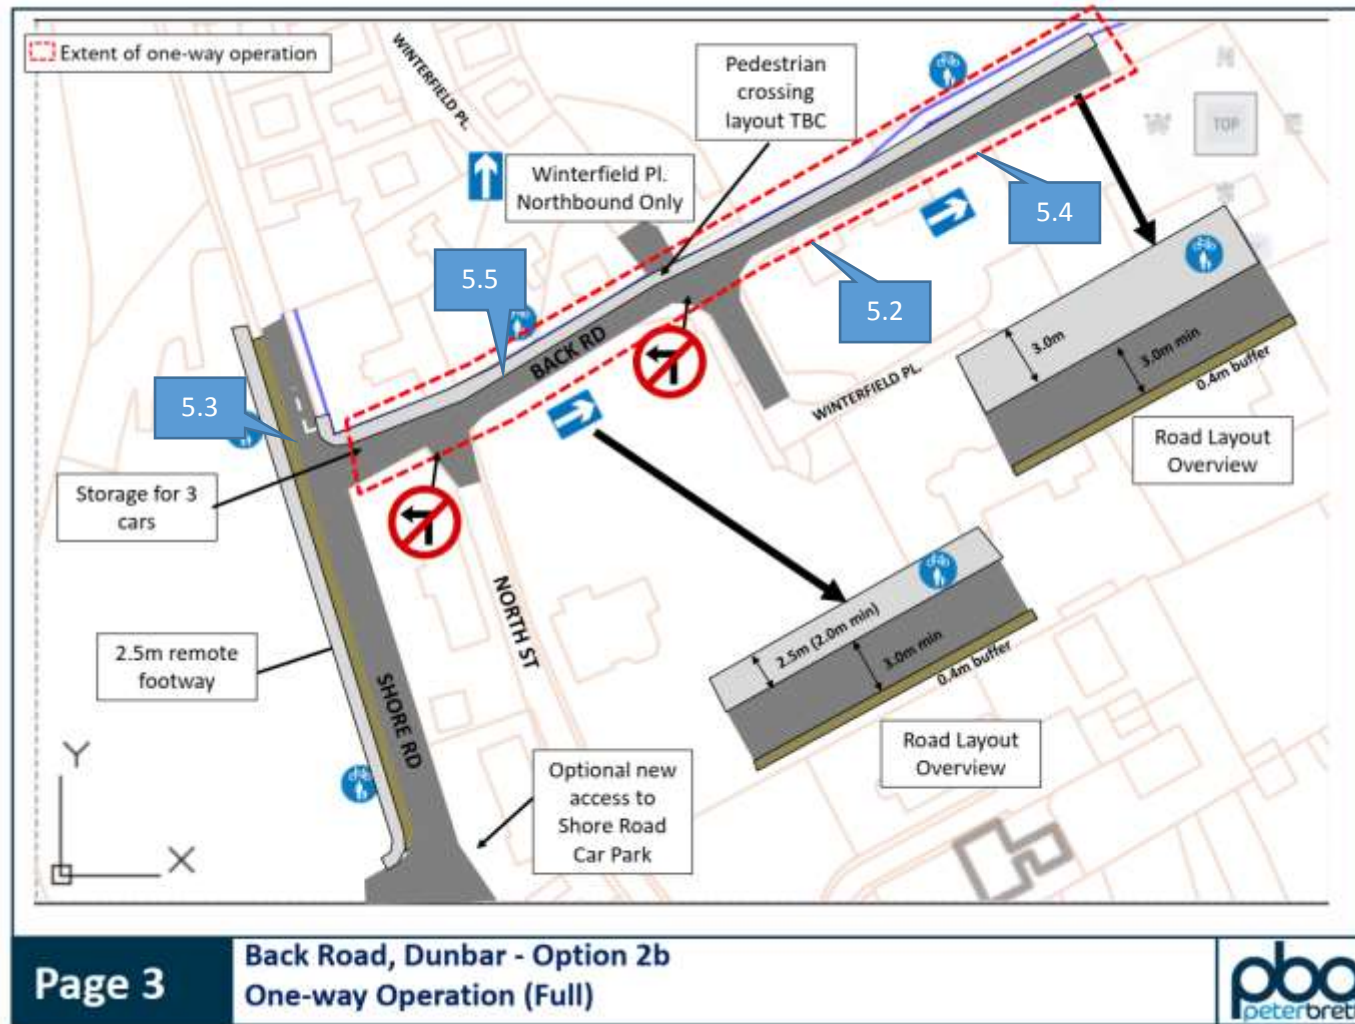 Extent of one-way operation
WINTERFIELD PL.
Pedestrian
crossing
layout TBC
N
W
TOP
E
Winterfield Pl.
Northbound Only
5.4
5.5
5.2
BACK RD
5.3
WINTERFIELD PL.
3.0m
3.0m min
0.4m buffer
Road Layout
Overview
Storage for 3
cars
NORTH ST
2.5m (2.0m min)
3.0m min
0.4m buffer
Road Layout
Overview
2.5m remote
footway
SHORE RD
Optional new
access to
Shore Road
Car Park
Y
X
Page 3
Back Road, Dunbar - Option 2b
One-way Operation (Full)
pba
peterbrett